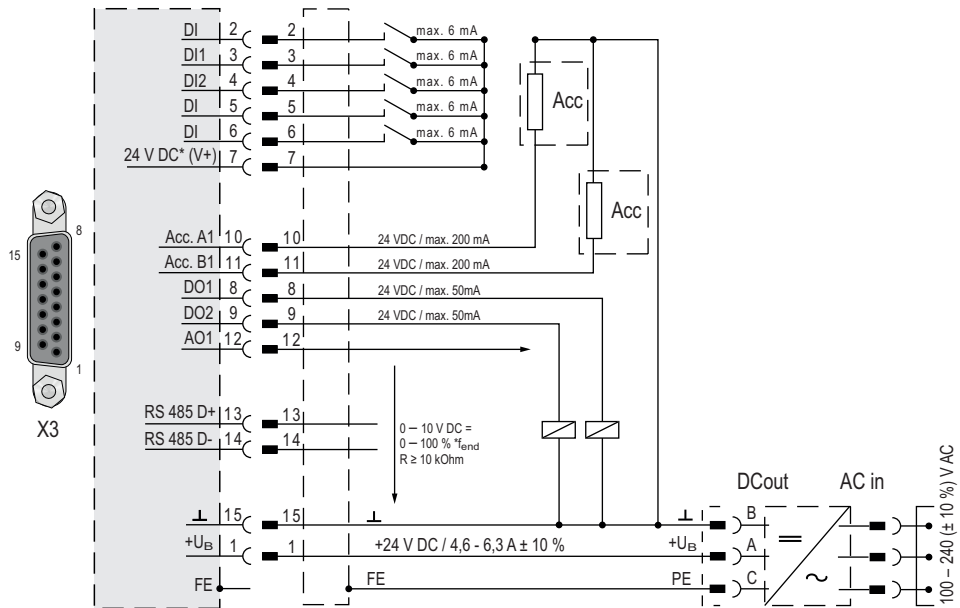 DI 2 2 max. 6 mA
DI1 3 3 max. 6 mA
DI2 4 4 max. 6 mA
DI 5 5 max. 6 mA
DI 6 6 max. 6 mA
24 V DC* (V+) 7 7
Acc
Acc
8
15
9
1
X3
Acc. A1 10 10 24 VDC / max. 200 mA
Acc. B1 11 11 24 VDC / max. 200 mA
DO1 8 8 24 VDC / max. 50mA
DO2 9 9 24 VDC / max. 50mA
AO1 12 12
RS 485 D+ 13 13
RS 485 D- 14 14
0 – 10 V DC =
0 – 100 % *fend
R ≥ 10 kOhm
DCout AC in
⊥ 15 15 ⊥ ⊥ B
+UB 1 1 +24 V DC / 4,6 - 6,3 A ± 10 % +UB A
FE FE PE C
100 – 240 (± 10 %) V AC